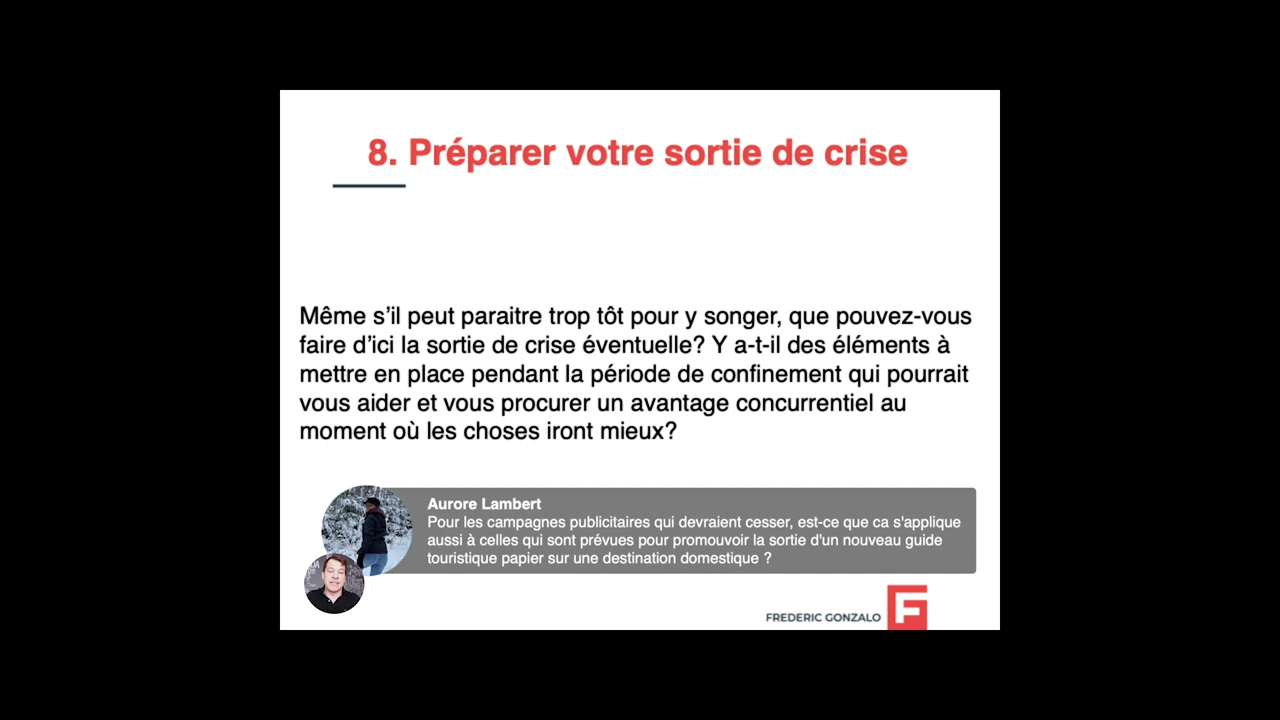 8. Préparer votre sortie de crise
Même s’il peut paraitre trop tôt pour y songer, que pouvez-vous
faire d’ici la sortie de crise éventuelle? Y a-t-il des éléments à
mettre en place pendant la période de confinement qui pourrait
vous aider et vous procurer un avantage concurrentiel au
moment où les choses iront mieux?
Aurore Lambert
Pour les campagnes publicitaires qui devraient cesser, est-ce que ca s'applique
aussi à celles qui sont prévues pour promouvoir la sortie d'un nouveau guide
touristique papier sur une destination domestique ?
FREDERIC GONZALO
F